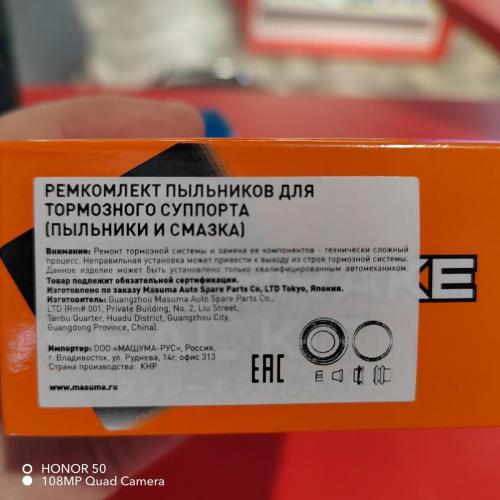 РЕМКОМЛЕКТ ПЫЛЬНИКОВ ДЛЯ
ТОРМОЗНОГО СУППОРТА
(ПЫЛЬНИКИ И СМАЗКА)
Внимание: Ремонт тормозной системы и замена ее компонентов - технически сложный
процесс. Неправильная установка может привести к выходу из строя тормозной системы.
Данное изделие может быть установлено только квалифицированным автомехаником.
Товар подлежит обязательной сертификации.
Изготовлено по заказу Masuma Auto Spare Parts Co, LTD Tokyo, Япония.
Изготовитель: Guangzhou Masuma Auto Spare Parts Co.,
LTD (Rm# 001, Private Building, No. 2, Liu Street,
Tanbu Quarter, Huadu District, Guangzhou City,
Guangdong Province, China).
Импортер: ООО «МАШУМА-РУС», Россия,
г. Владивосток, ул. Руднева, 14г, офис 313
Страна производства: КНР
www.masuma.ru
EAC
KE
HONOR 50
108MP Quad Camera